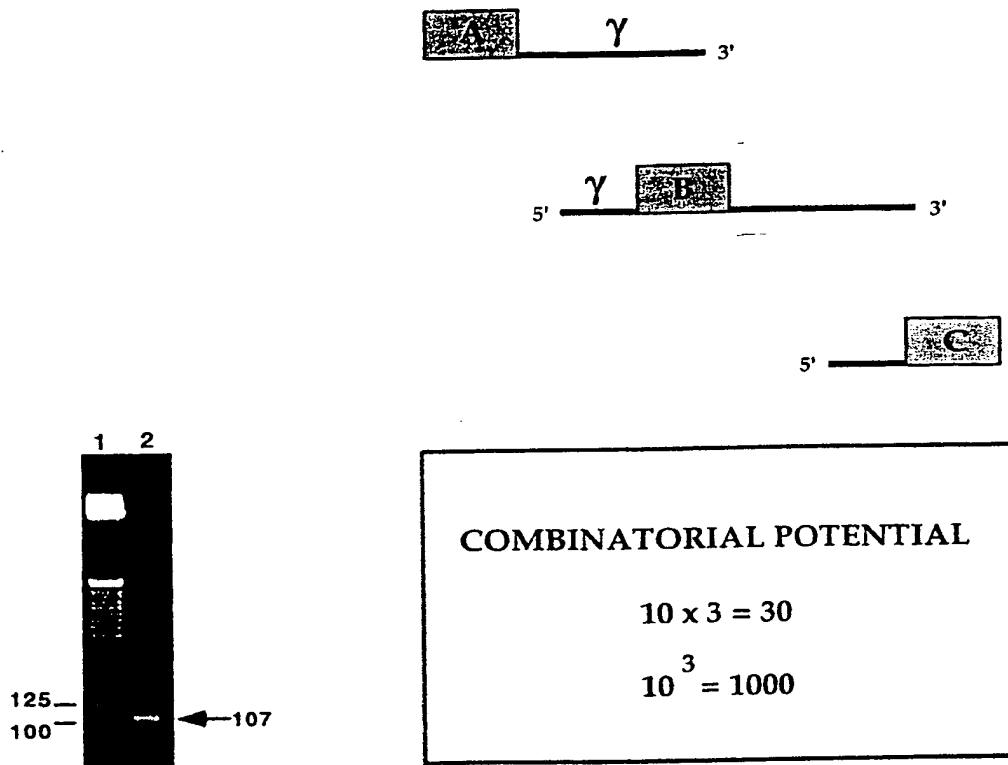 A
γ
3'
γ
B
5'
3'
5'
C
1 2
125
100
107
COMBINATORIAL POTENTIAL
10 x 3 = 30
10³ = 1000